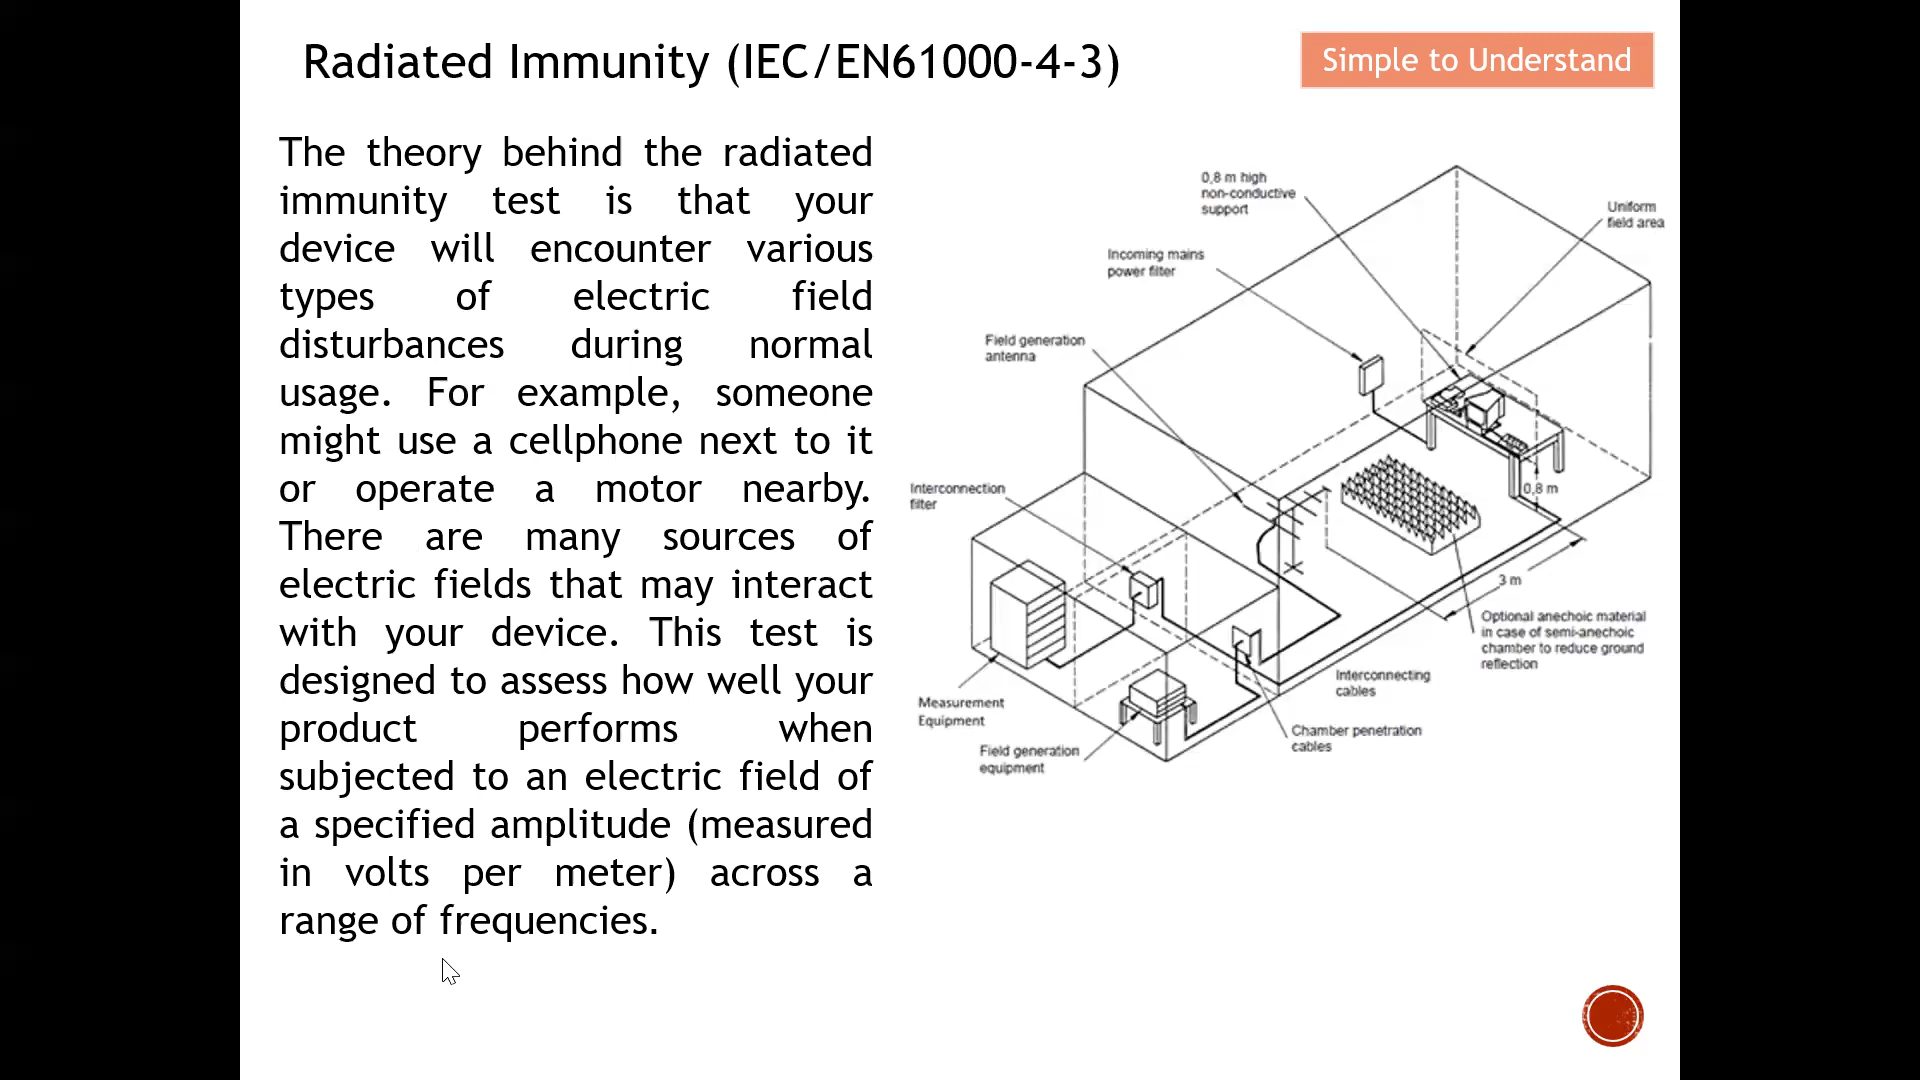 Radiated Immunity (IEC/EN61000-4-3)
Simple to Understand
The theory behind the radiated
immunity test is that your
device will encounter various
types of electric field
disturbances during normal
usage. For example, someone
might use a cellphone next to it
or operate a motor nearby.
There are many sources of
electric fields that may interact
with your device. This test is
designed to assess how well your
product performs when
subjected to an electric field of
a specified amplitude (measured
in volts per meter) across a
range of frequencies.
0,8 m high
non-conductive
support
Uniform
field area
Incoming mains
power filter
Field generation
antenna
Interconnection
filter
0,8 m
3 m
Optional anechoic material
in case of semi-anechoic
chamber to reduce ground
reflection
Interconnecting
cables
Measurement
Equipment
Chamber penetration
cables
Field generation
equipment